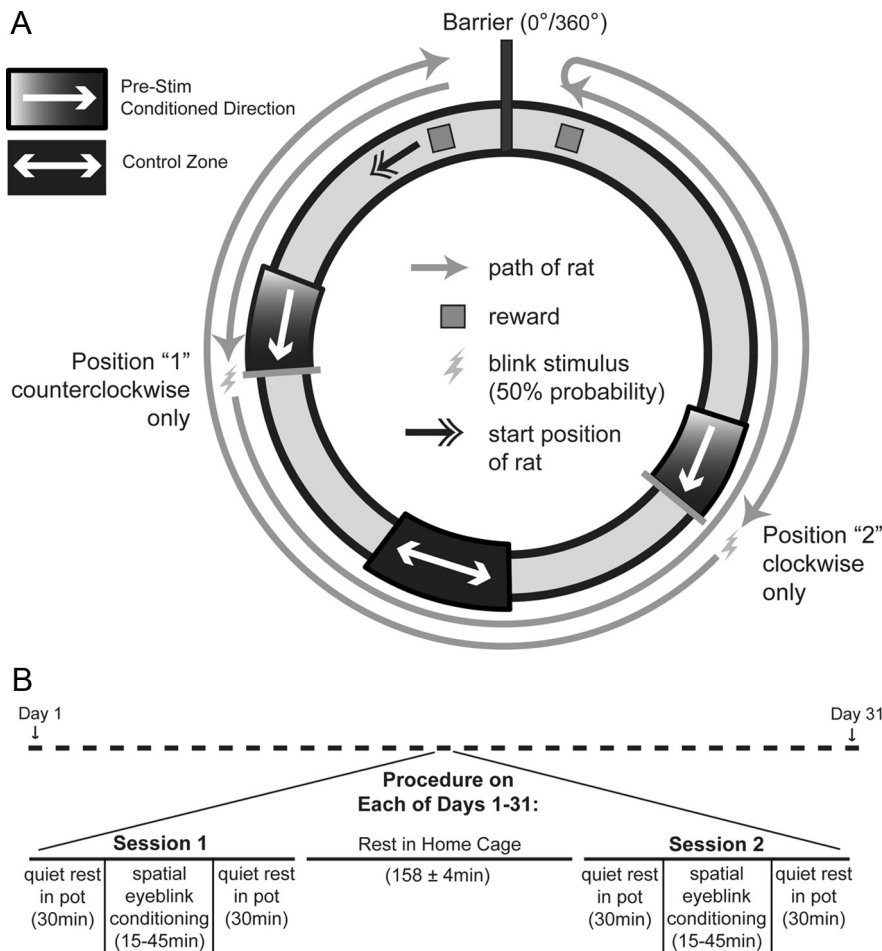 A
Barrier (0°/360°)
Pre-Stim
Conditioned Direction
Control Zone
path of rat
reward
blink stimulus
(50% probability)
start position
of rat
Position “1”
counterclockwise
only
Position “2”
clockwise
only
B
Day 1
Day 31
Procedure on
Each of Days 1-31:
Session 1
quiet rest
in pot
(30min)
spatial
eyeblink
conditioning
(15-45min)
quiet rest
in pot
(30min)
Rest in Home Cage
(158 ± 4min)
Session 2
quiet rest
in pot
(30min)
spatial
eyeblink
conditioning
(15-45min)
quiet rest
in pot
(30min)